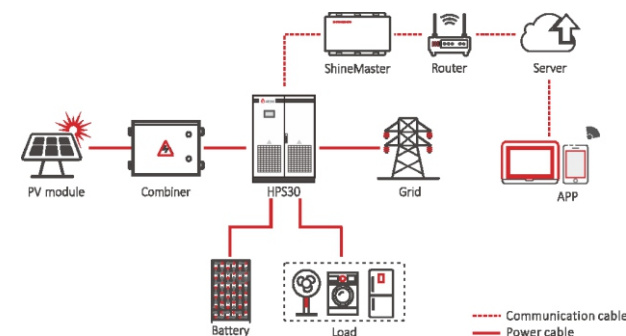 ShineMaster
Router
Server
PV module
Combiner
HPS30
Grid
APP
Battery
Load
Communication cable
Power cable